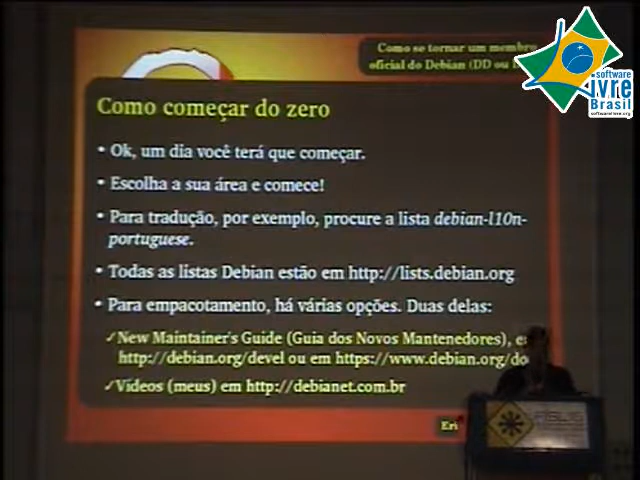 Como se tornar um membro
oficial do Debian (DD ou
software
livre
Brasil
softwarelivre.org
Como começar do zero
• Ok, um dia você terá que começar.
• Escolha a sua área e comece!
• Para tradução, por exemplo, procure a lista debian-l10n-
portuguese.
• Todas as listas Debian estão em http://lists.debian.org
• Para empacotamento, há várias opções. Duas delas:
✓New Maintainer's Guide (Guia dos Novos Mantenedores),
http://debian.org/devel ou em https://www.debian.org/do
✓Vídeos (meus) em http://debianet.com.br
Eri